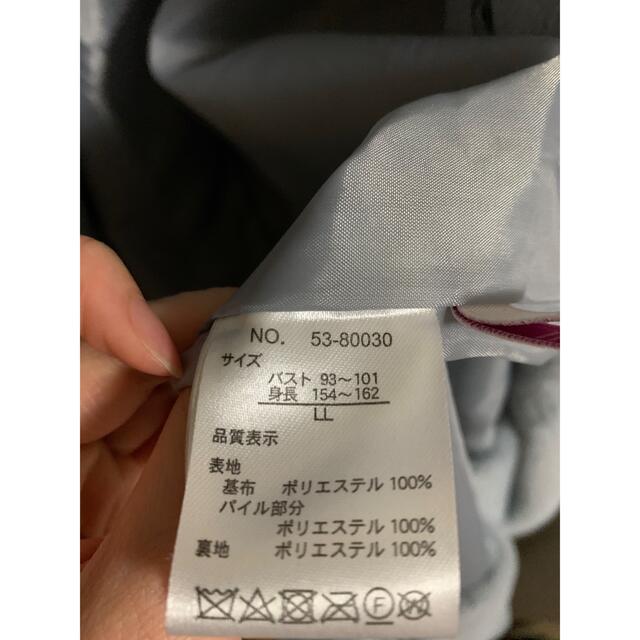 NO. 53-80030
サイズ
バスト 93～101
身長 154～162
LL
品質表示
表地
基布 ポリエステル 100%
パイル部分
ポリエステル 100%
裏地 ポリエステル 100%
F